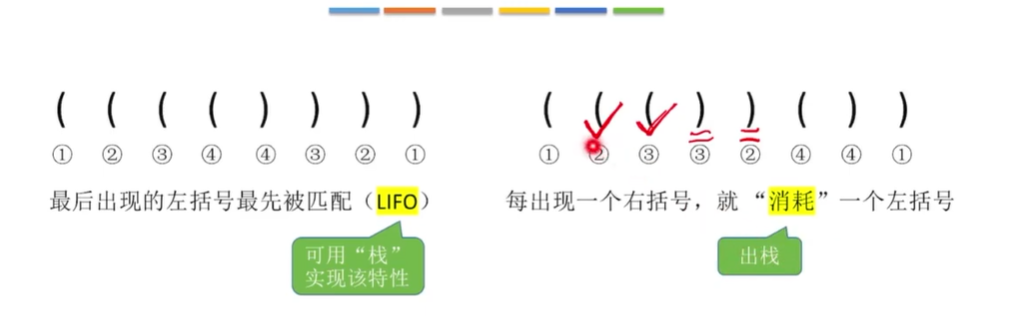 ( ( ( ( ) ) ) )
① ② ③ ④ ④ ③ ② ①
最后出现的左括号最先被匹配（LIFO）
可用“栈”
实现该特性
( ( ( ) ) ( ) )
① ② ③ ③ ② ④ ④ ①
每出现一个右括号，就 “消耗”一个左括号
出栈